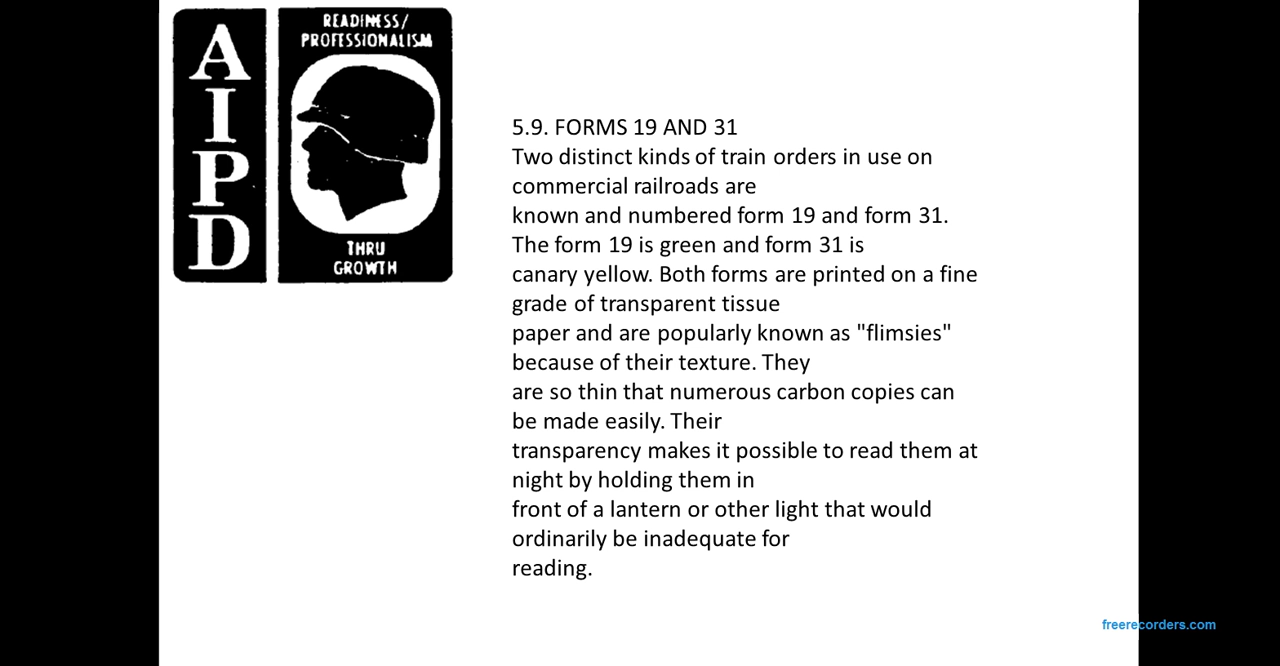 A
I
P
D
READINESS/
PROFESSIONALISM
THRU
GROWTH
5.9. FORMS 19 AND 31
Two distinct kinds of train orders in use on
commercial railroads are
known and numbered form 19 and form 31.
The form 19 is green and form 31 is
canary yellow. Both forms are printed on a fine
grade of transparent tissue
paper and are popularly known as "flimsies"
because of their texture. They
are so thin that numerous carbon copies can
be made easily. Their
transparency makes it possible to read them at
night by holding them in
front of a lantern or other light that would
ordinarily be inadequate for
reading.
freerecorders.com